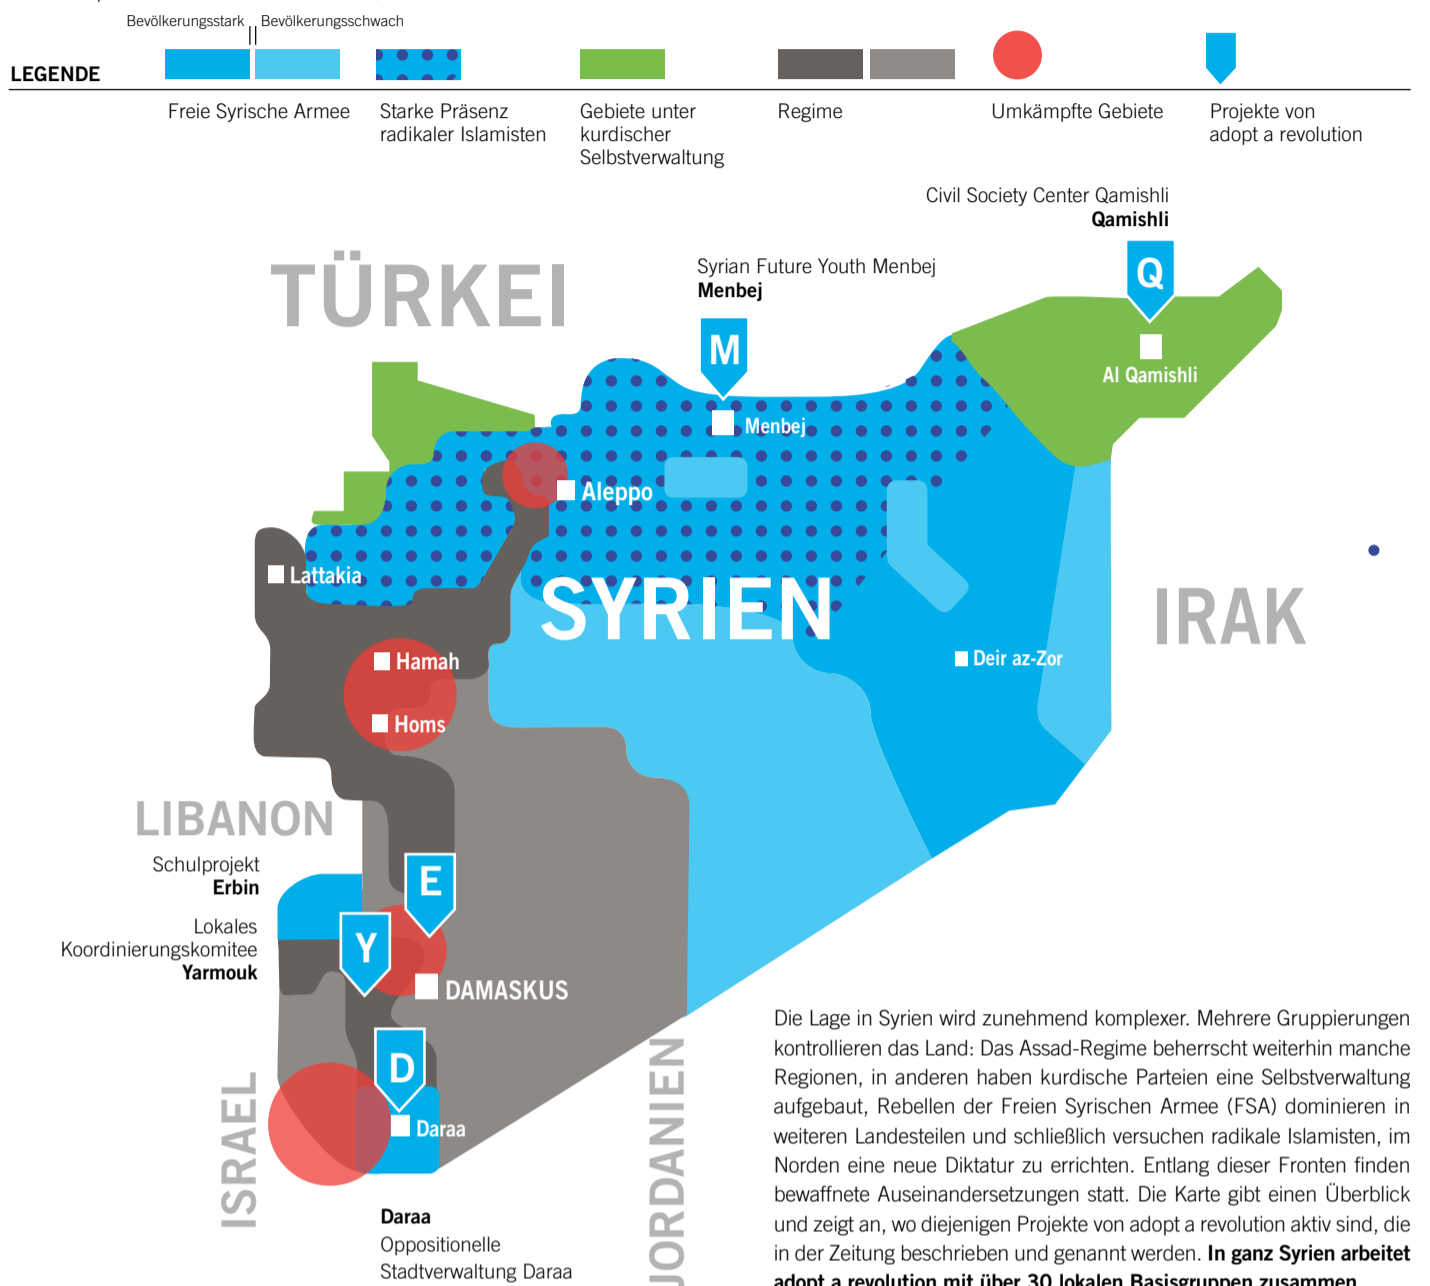 Bevölkerungsstark
Bevölkerungsschwach
LEGENDE
Freie Syrische Armee
Starke Präsenz
radikaler Islamisten
Gebiete unter
kurdischer
Selbstverwaltung
Regime
Umkämpfte Gebiete
Projekte von
adopt a revolution
Civil Society Center Qamishli
Qamishli
Q
Al Qamishli
TÜRKEI
Syrian Future Youth Menbej
Menbej
M
Menbej
Aleppo
Lattakia
SYRIEN
IRAK
Hamah
Deir az-Zor
Homs
LIBANON
Schulprojekt
Erbin
E
Lokales
Koordinierungskomitee
Yarmouk
Y
DAMASKUS
D
Daraa
ISRAEL
JORDANIEN
Daraa
Oppositionelle
Stadtverwaltung Daraa
Die Lage in Syrien wird zunehmend komplexer. Mehrere Gruppierungen
kontrollieren das Land: Das Assad-Regime beherrscht weiterhin manche
Regionen, in anderen haben kurdische Parteien eine Selbstverwaltung
aufgebaut, Rebellen der Freien Syrischen Armee (FSA) dominieren in
weiteren Landesteilen und schließlich versuchen radikale Islamisten, im
Norden eine neue Diktatur zu errichten. Entlang dieser Fronten finden
bewaffnete Auseinandersetzungen statt. Die Karte gibt einen Überblick
und zeigt an, wo diejenigen Projekte von adopt a revolution aktiv sind, die
in der Zeitung beschrieben und genannt werden. In ganz Syrien arbeitet
adopt a revolution mit über 30 lokalen Basisgruppen zusammen